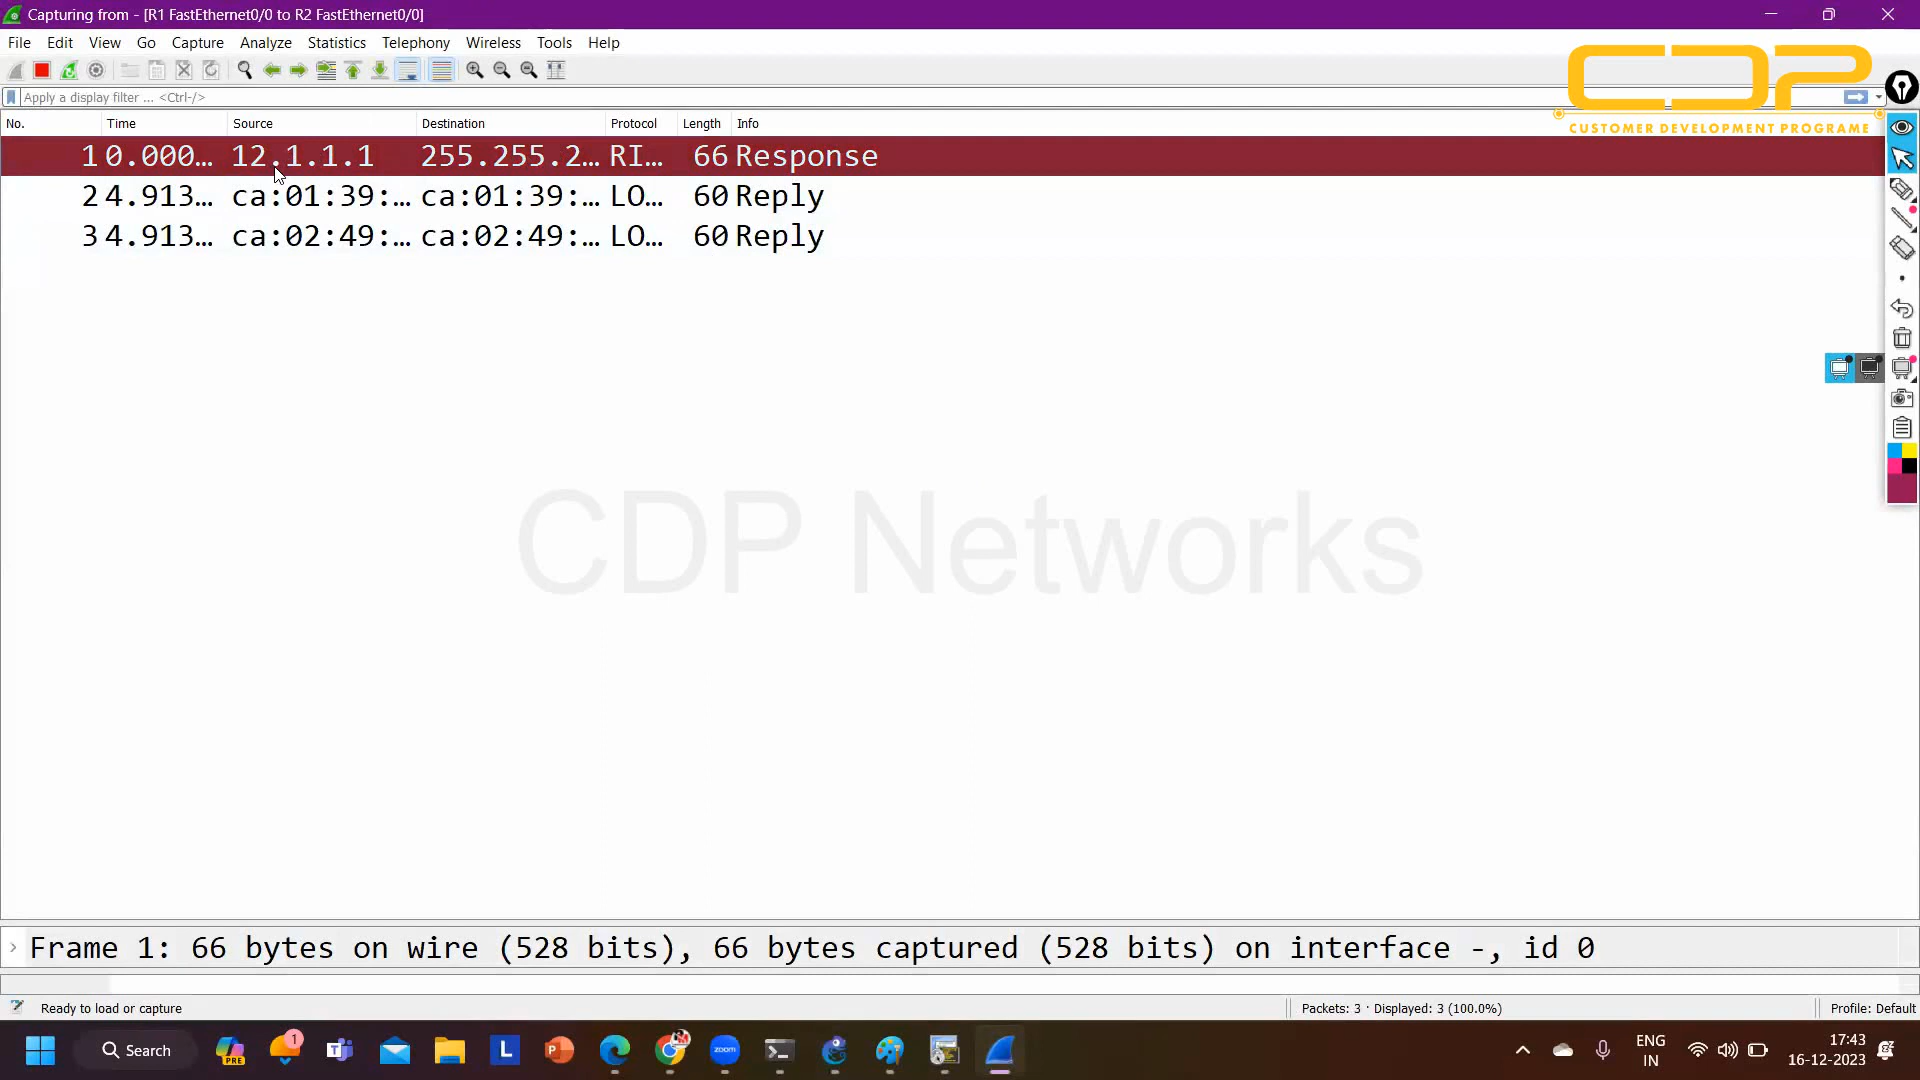 Capturing from - [R1 FastEthernet0/0 to R2 FastEthernet0/0]
File Edit View Go Capture Analyze Statistics Telephony Wireless Tools Help
CDP
Apply a display filter ... <Ctrl-/>
CUSTOMER DEVELOPMENT PROGRAME
No. Time Source Destination Protocol Length Info
1 0.000… 12.1.1.1 255.255.2… RI… 66 Response
2 4.913… ca:01:39:… ca:01:39:… LO… 60 Reply
3 4.913… ca:02:49:… ca:02:49:… LO… 60 Reply
CDP Networks
Frame 1: 66 bytes on wire (528 bits), 66 bytes captured (528 bits) on interface -, id 0
Ready to load or capture Packets: 3 · Displayed: 3 (100.0%) Profile: Default
Search PRE 1 L P zoom ENG IN 17:43
16-12-2023